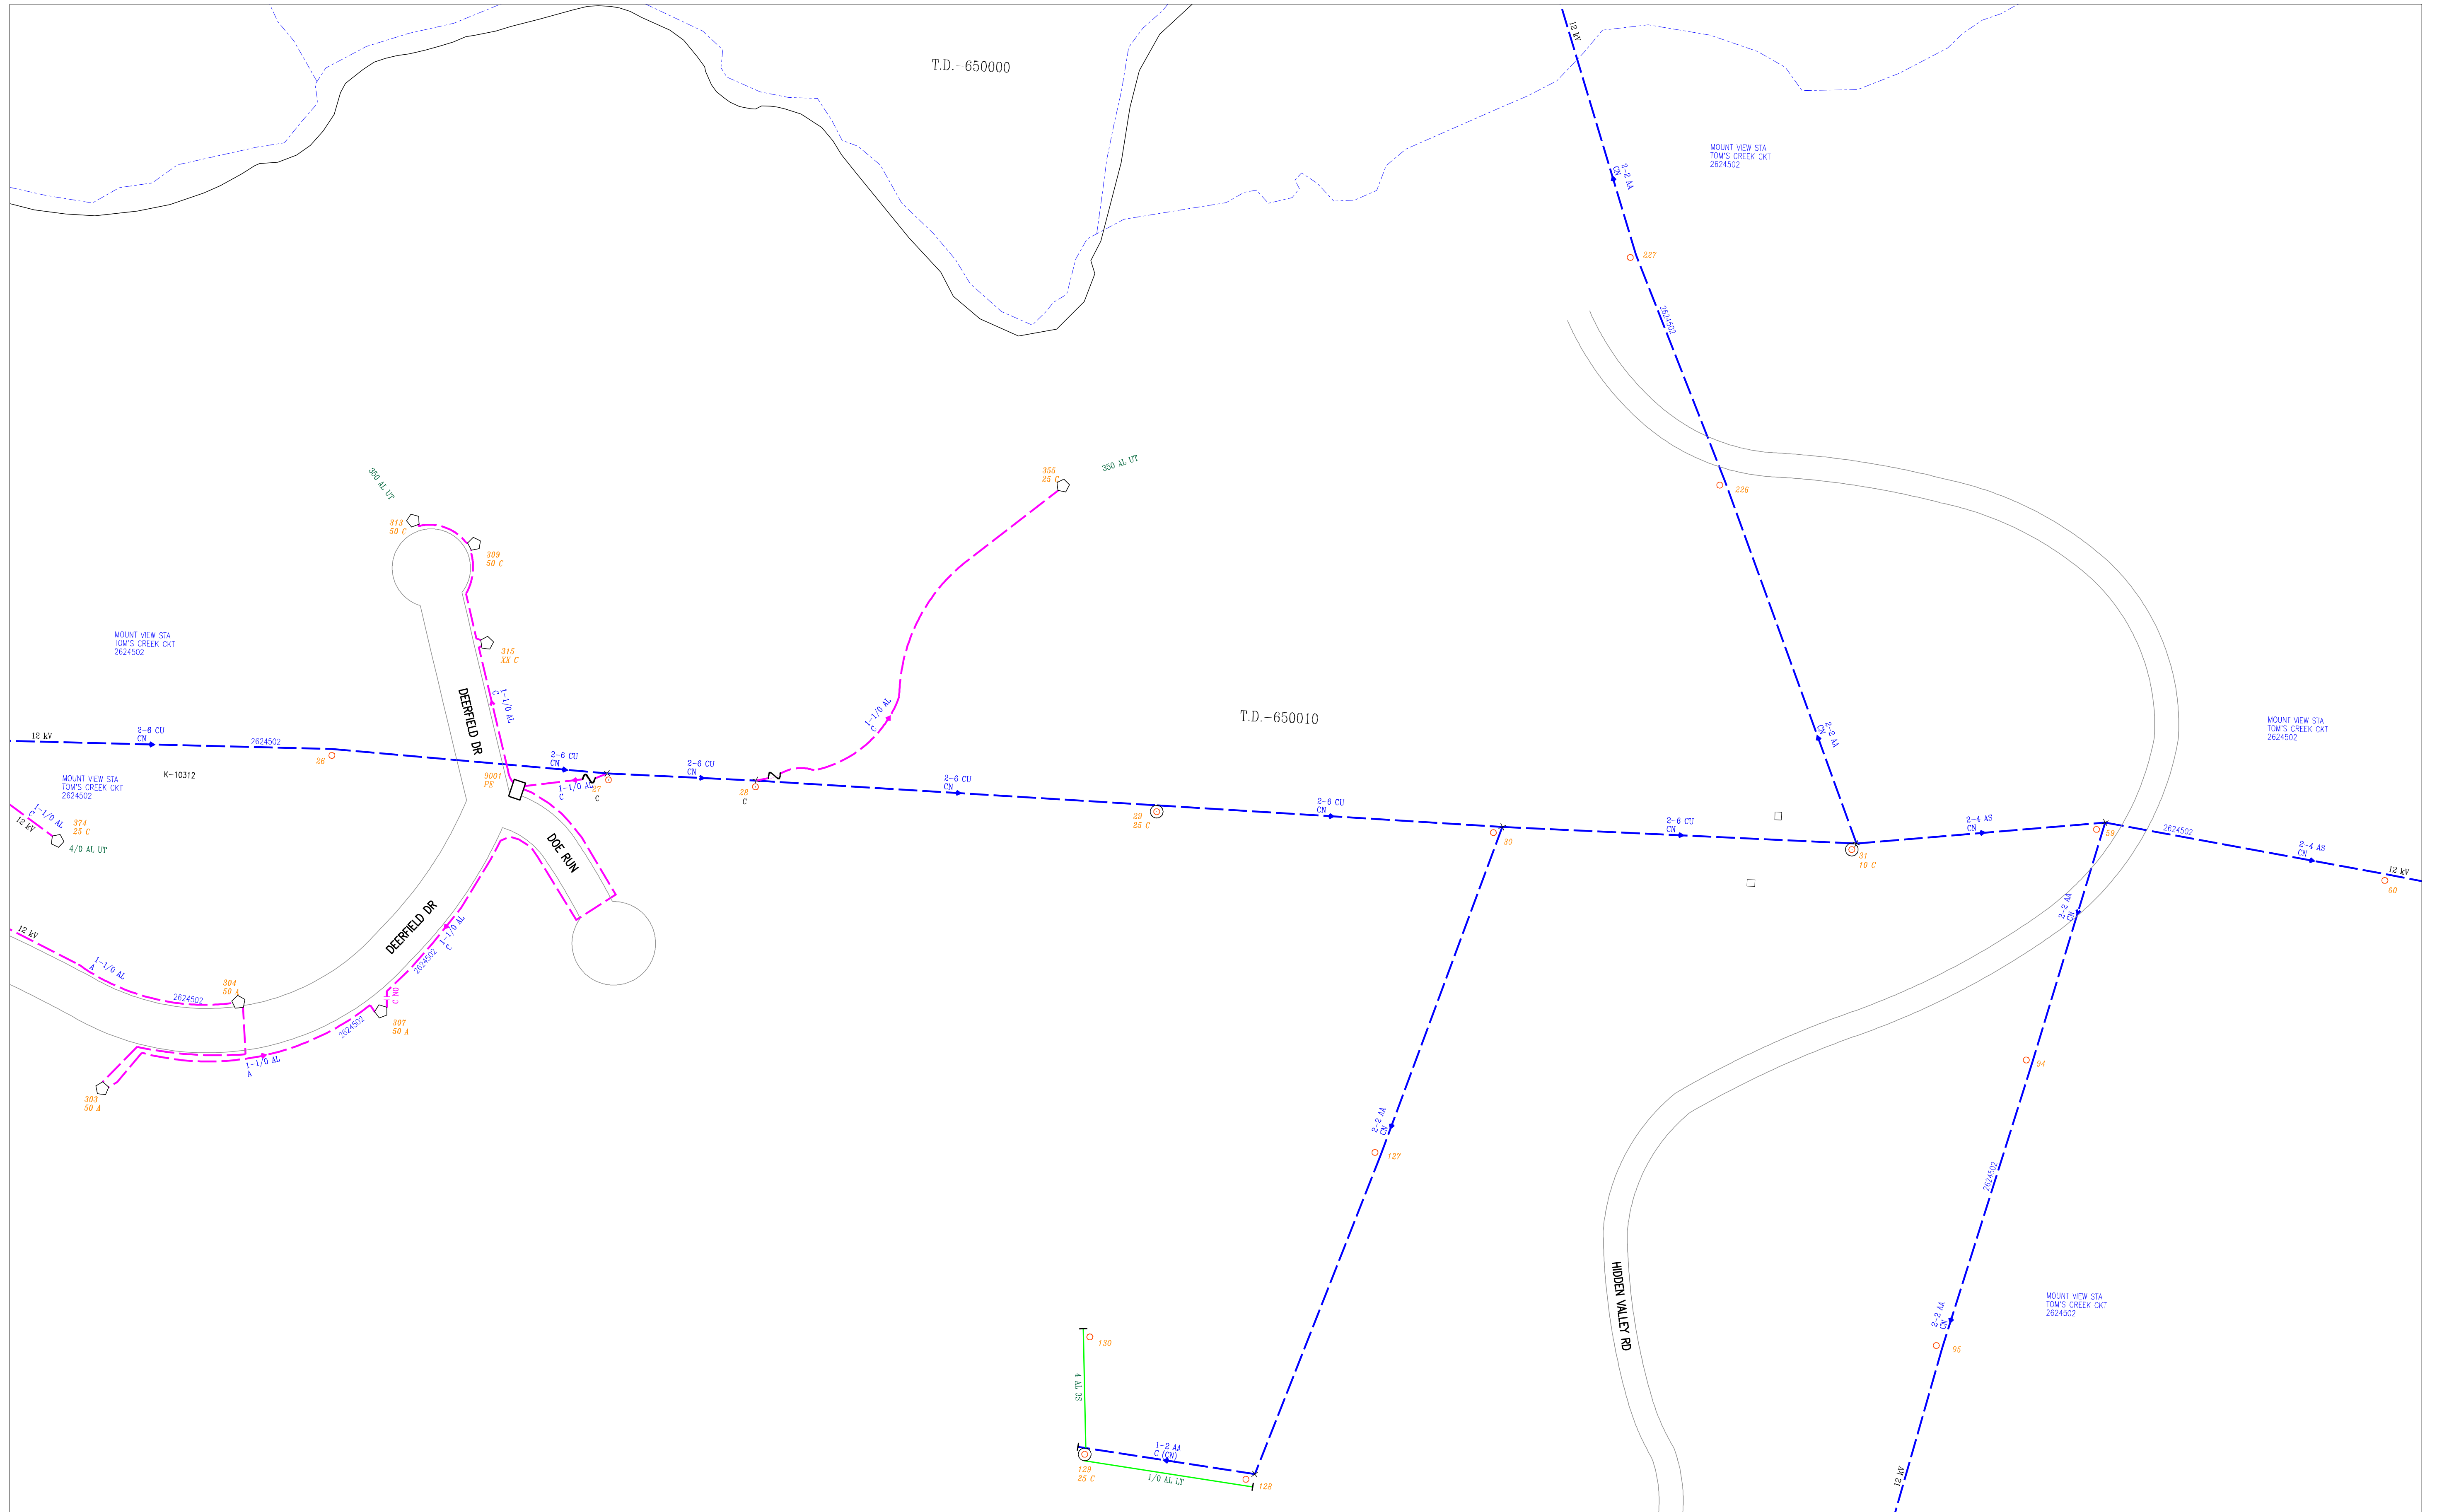 12 kV
T.D.-650000
MOUNT VIEW STA
TOM'S CREEK CKT
2624502
2-2 AA
CN
227
2624502
350 AL UT
355
25 C
350 AL UT
226
313
50 C
309
50 C
MOUNT VIEW STA
TOM'S CREEK CKT
2624502
315
XX C
1-1/0 AL
C
DEERFIELD DR
1-1/0 AL
C
T.D.-650010
MOUNT VIEW STA
TOM'S CREEK CKT
2624502
2-2 AA
CN
12 kV
2-6 CU
CN
2624502
26
2-6 CU
CN
2-6 CU
CN
2-6 CU
CN
2-6 CU
CN
2-6 CU
CN
2-4 AS
CN
2624502
2-4 AS
CN
12 kV
60
K-10312
MOUNT VIEW STA
TOM'S CREEK CKT
2624502
9001
PE
1-1/0 AL
C
27
C
28
C
29
25 C
30
31
10 C
59
1-1/0 AL
C
12 kV
374
25 C
4/0 AL UT
DOE RUN
DEERFIELD DR
1-1/0 AL
C
2624502
12 kV
1-1/0 AL
A
2624502
304
50 A
C NO
307
50 A
2624502
1-1/0 AL
A
303
50 A
2-2 AA
CN
94
2-2 AA
CN
127
2624502
HIDDEN VALLEY RD
MOUNT VIEW STA
TOM'S CREEK CKT
2624502
2-2 AA
CN
95
130
4 AL 3S
1-2 AA
C (CN)
129
25 C
1/0 AL LT
128
12 kV